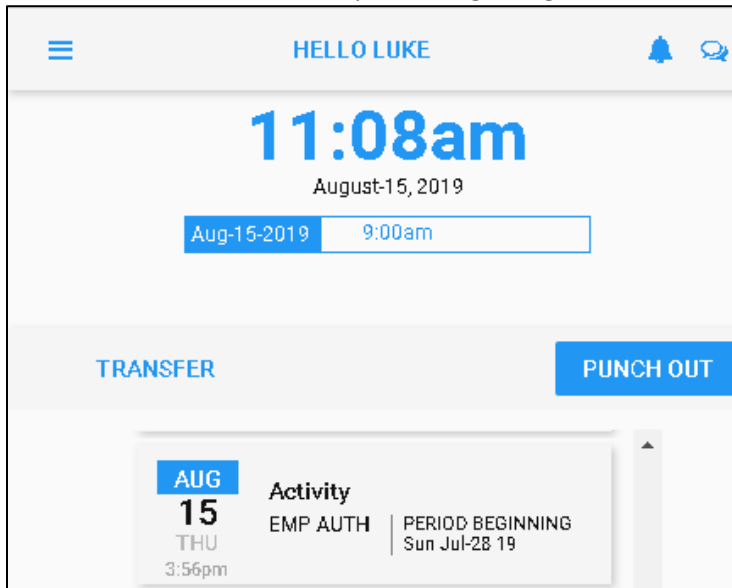 HELLO LUKE
11:08am
August-15, 2019
Aug-15-2019 9:00am
TRANSFER PUNCH OUT
AUG
15
THU
3:56pm
Activity
EMP AUTH PERIOD BEGINNING
Sun Jul-28 19